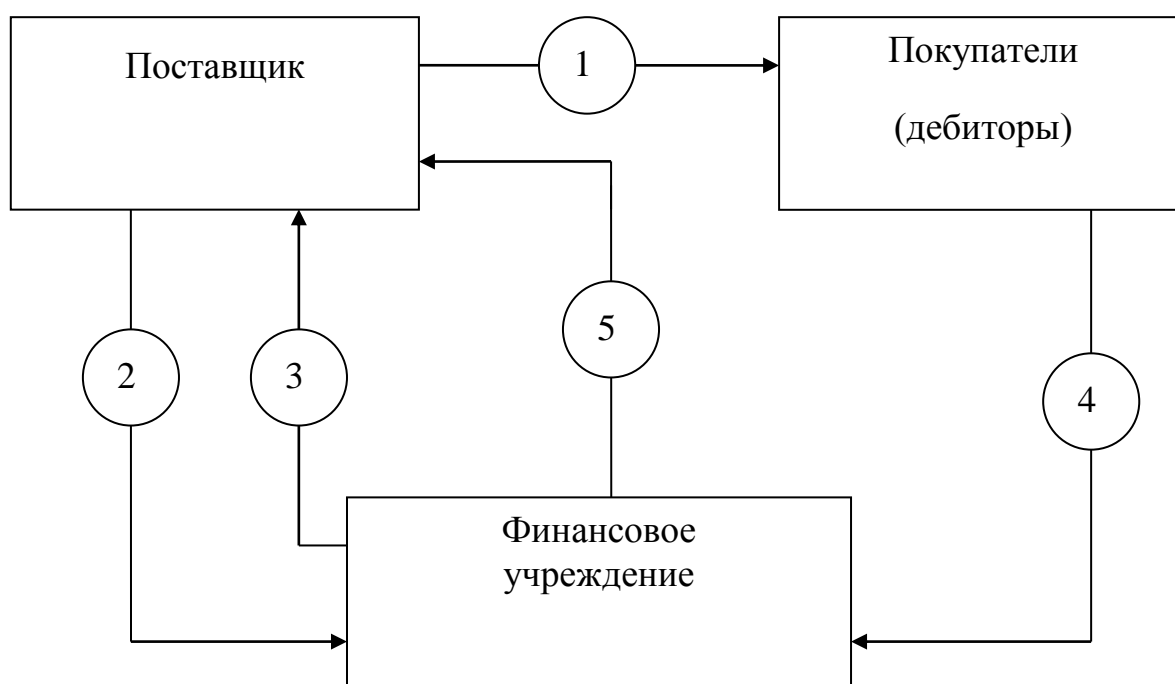 Поставщик
1
Покупатели
(дебиторы)
2
3
5
4
Финансовое
учреждение